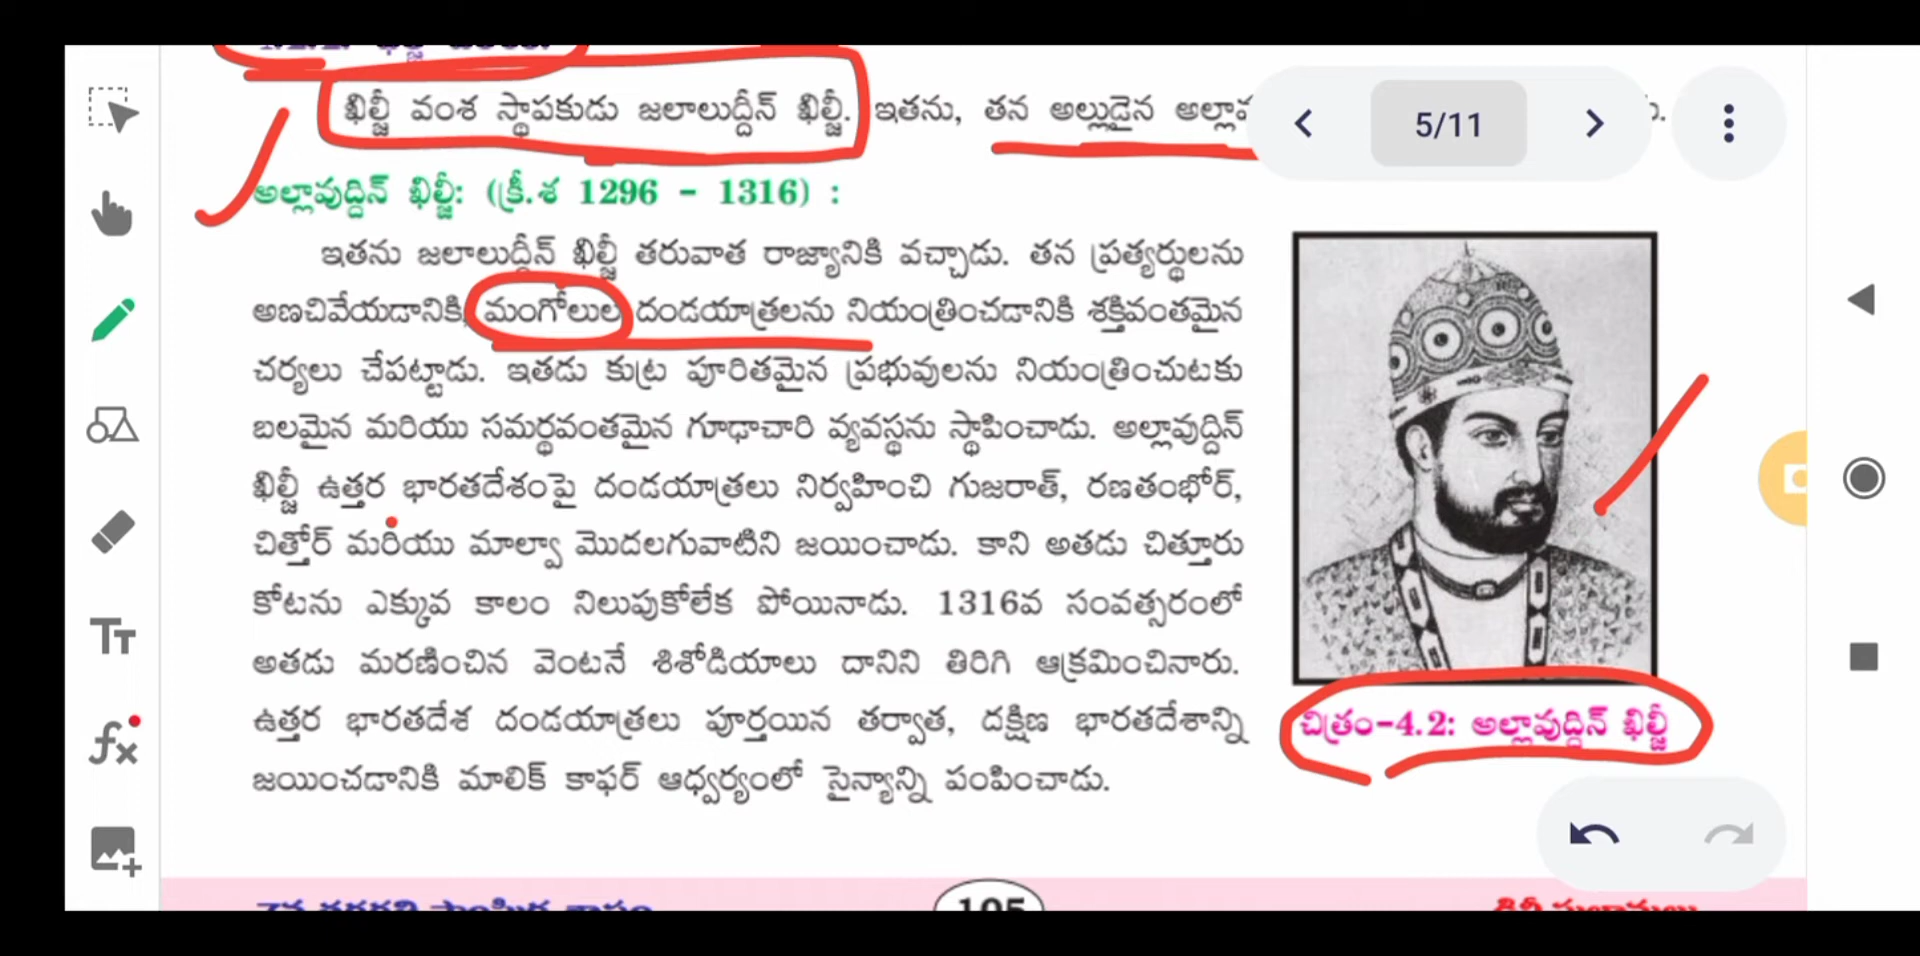 ఖిల్జీ వంశ స్థాపకుడు జలాలుద్దీన్ ఖిల్జీ. ఇతను, తన అల్లుడైన
5/11
అల్లావుద్దిన్ ఖిల్జీ: (క్రీ.శ 1296 - 1316) :
ఇతను జలాలుద్దీన్ ఖిల్జీ తరువాత రాజ్యానికి వచ్చాడు. తన ప్రత్యర్థులను
అణచివేయడానికి, మంగోలుల దండయాత్రలను నియంత్రించడానికి శక్తివంతమైన
చర్యలు చేపట్టాడు. ఇతడు కుట్ర పూరితమైన ప్రభువులను నియంత్రించుటకు
బలమైన మరియు సమర్థవంతమైన గూఢాచారి వ్యవస్థను స్థాపించాడు. అల్లావుద్దిన్
ఖిల్జీ ఉత్తర భారతదేశంపై దండయాత్రలు నిర్వహించి గుజరాత్, రణతంభోర్,
చిత్తోర్ మరియు మాల్వా మొదలగువాటిని జయించాడు. కాని అతడు చిత్తూరు
కోటను ఎక్కువ కాలం నిలుపుకోలేక పోయినాడు. 1316వ సంవత్సరంలో
అతడు మరణించిన వెంటనే శిశోడియాలు దానిని తిరిగి ఆక్రమించినారు.
ఉత్తర భారతదేశ దండయాత్రలు పూర్తయిన తర్వాత, దక్షిణ భారతదేశాన్ని
జయించడానికి మాలిక్ కాఫర్ ఆధ్వర్యంలో సైన్యాన్ని పంపించాడు.
చిత్రం-4.2: అల్లావుద్దిన్ ఖిల్జీ
Tт
fx